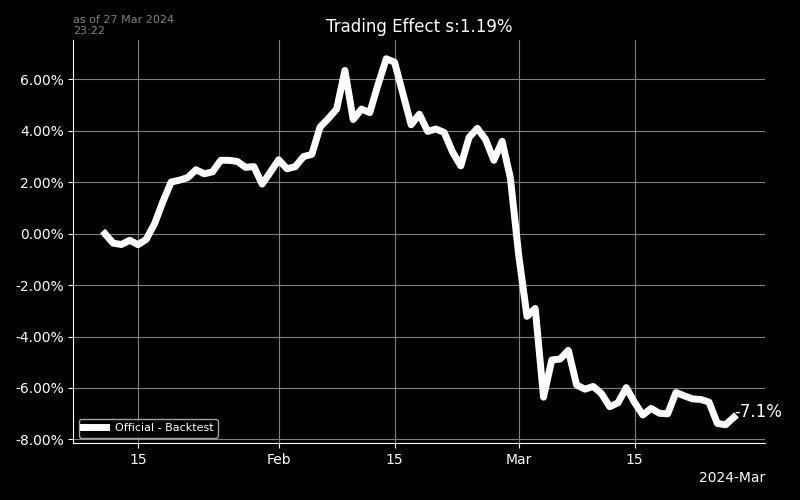 as of 27 Mar 2024
23:22
Trading Effect s:1.19%
6.00%
4.00%
2.00%
0.00%
-2.00%
-4.00%
-6.00%
-8.00%
-7.1%
Official - Backtest
15
Feb
15
Mar
15
2024-Mar